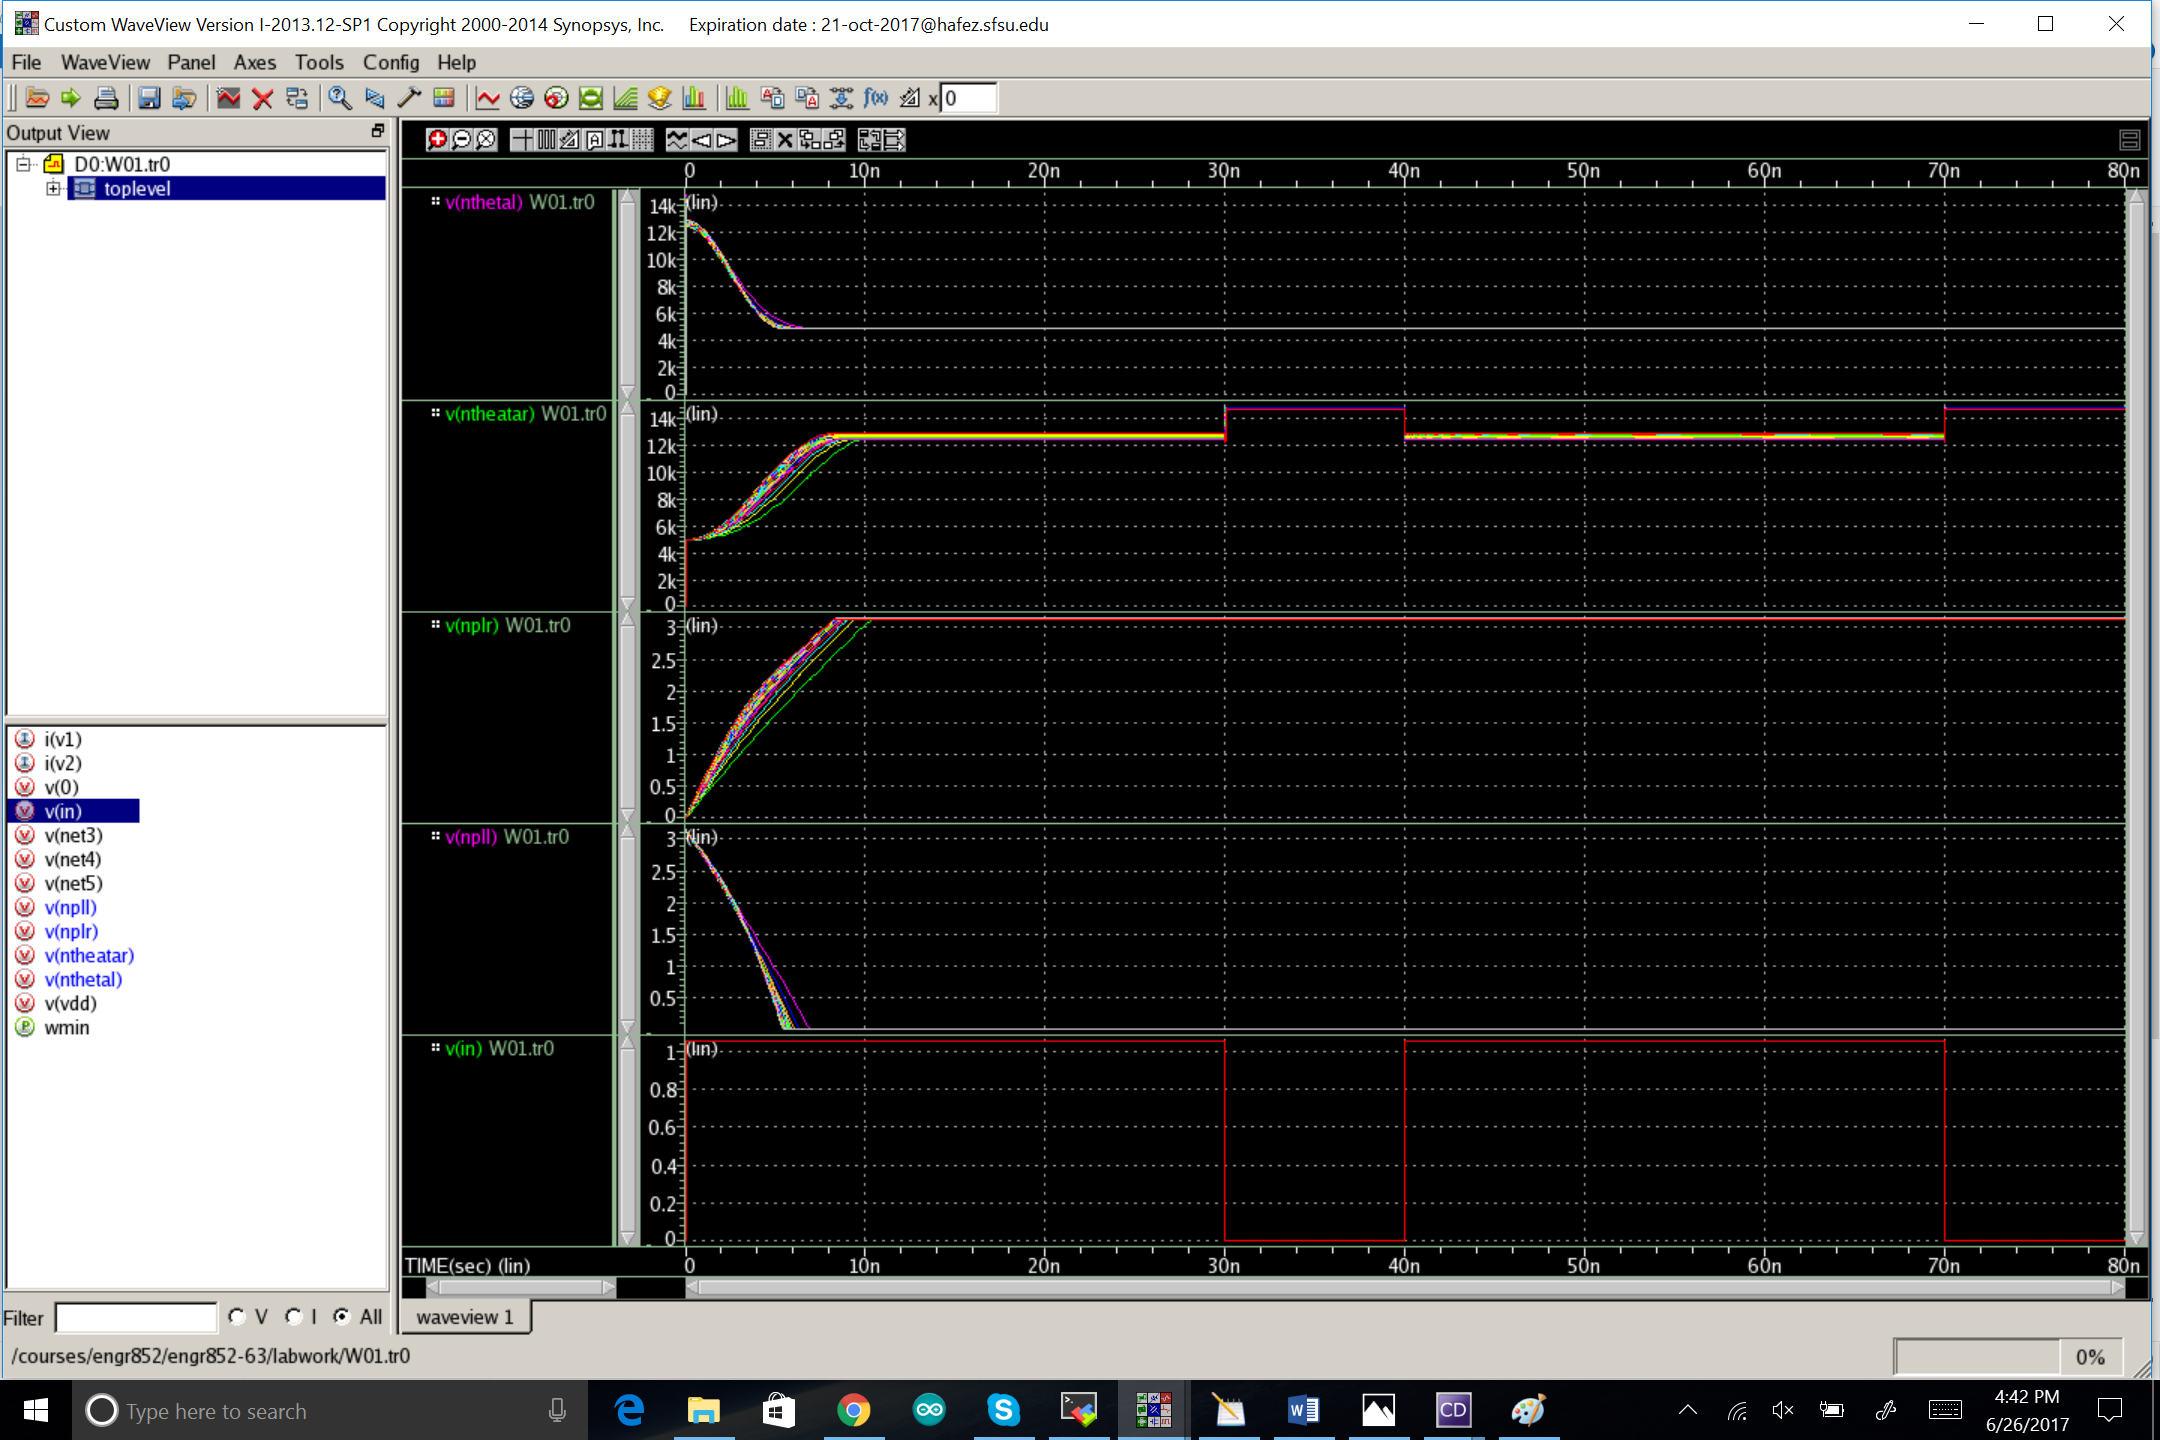 Custom WaveView Version I-2013.12-SP1 Copyright 2000-2014 Synopsys, Inc. Expiration date : 21-oct-2017@hafez.sfsu.edu
File WaveView Panel Axes Tools Config Help
x 0
Output View
D0:W01.tr0
toplevel
i(v1)
i(v2)
v(0)
v(in)
v(net3)
v(net4)
v(net5)
v(npll)
v(nplr)
v(ntheatar)
v(nthetal)
v(vdd)
wmin
Filter V I All
0 10n 20n 30n 40n 50n 60n 70n 80n
v(nthetal) W01.tr0
14k (lin)
12k
10k
8k
6k
4k
2k
0
v(ntheatar) W01.tr0
14k (lin)
12k
10k
8k
6k
4k
2k
0
v(nplr) W01.tr0
3 (lin)
2.5
2
1.5
1
0.5
0
v(npll) W01.tr0
3 (lin)
2.5
2
1.5
1
0.5
v(in) W01.tr0
1 (lin)
0.8
0.6
0.4
0.2
0
TIME(sec) (lin) 0 10n 20n 30n 40n 50n 60n 70n 80n
waveview 1
/courses/engr852/engr852-63/labwork/W01.tr0
0%
Type here to search
CD
4:42 PM
6/26/2017